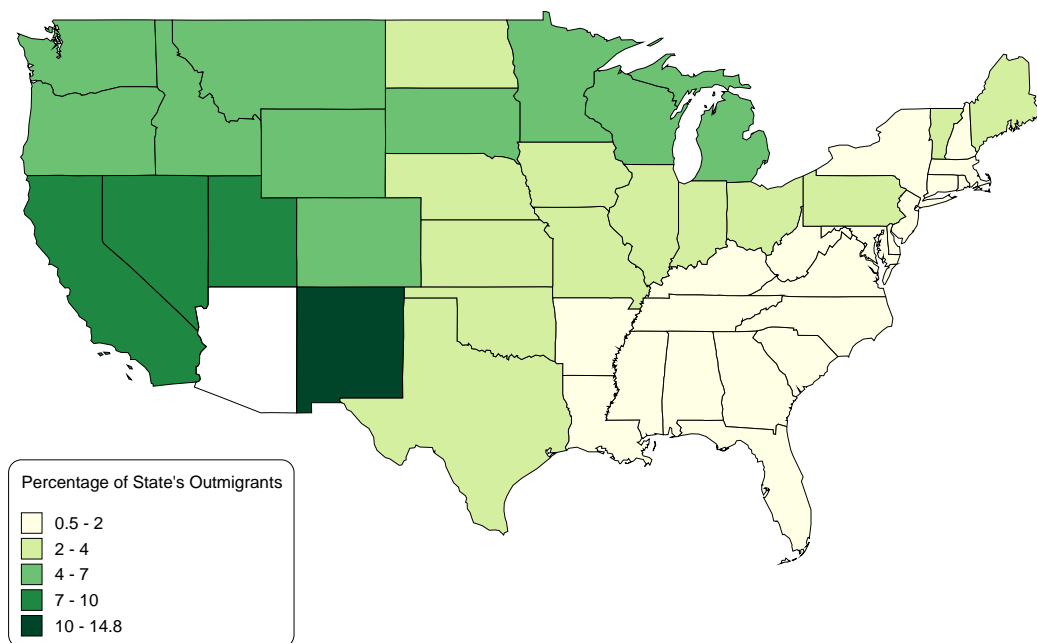 Percentage of State's Outmigrants
0.5 - 2
2 - 4
4 - 7
7 - 10
10 - 14.8